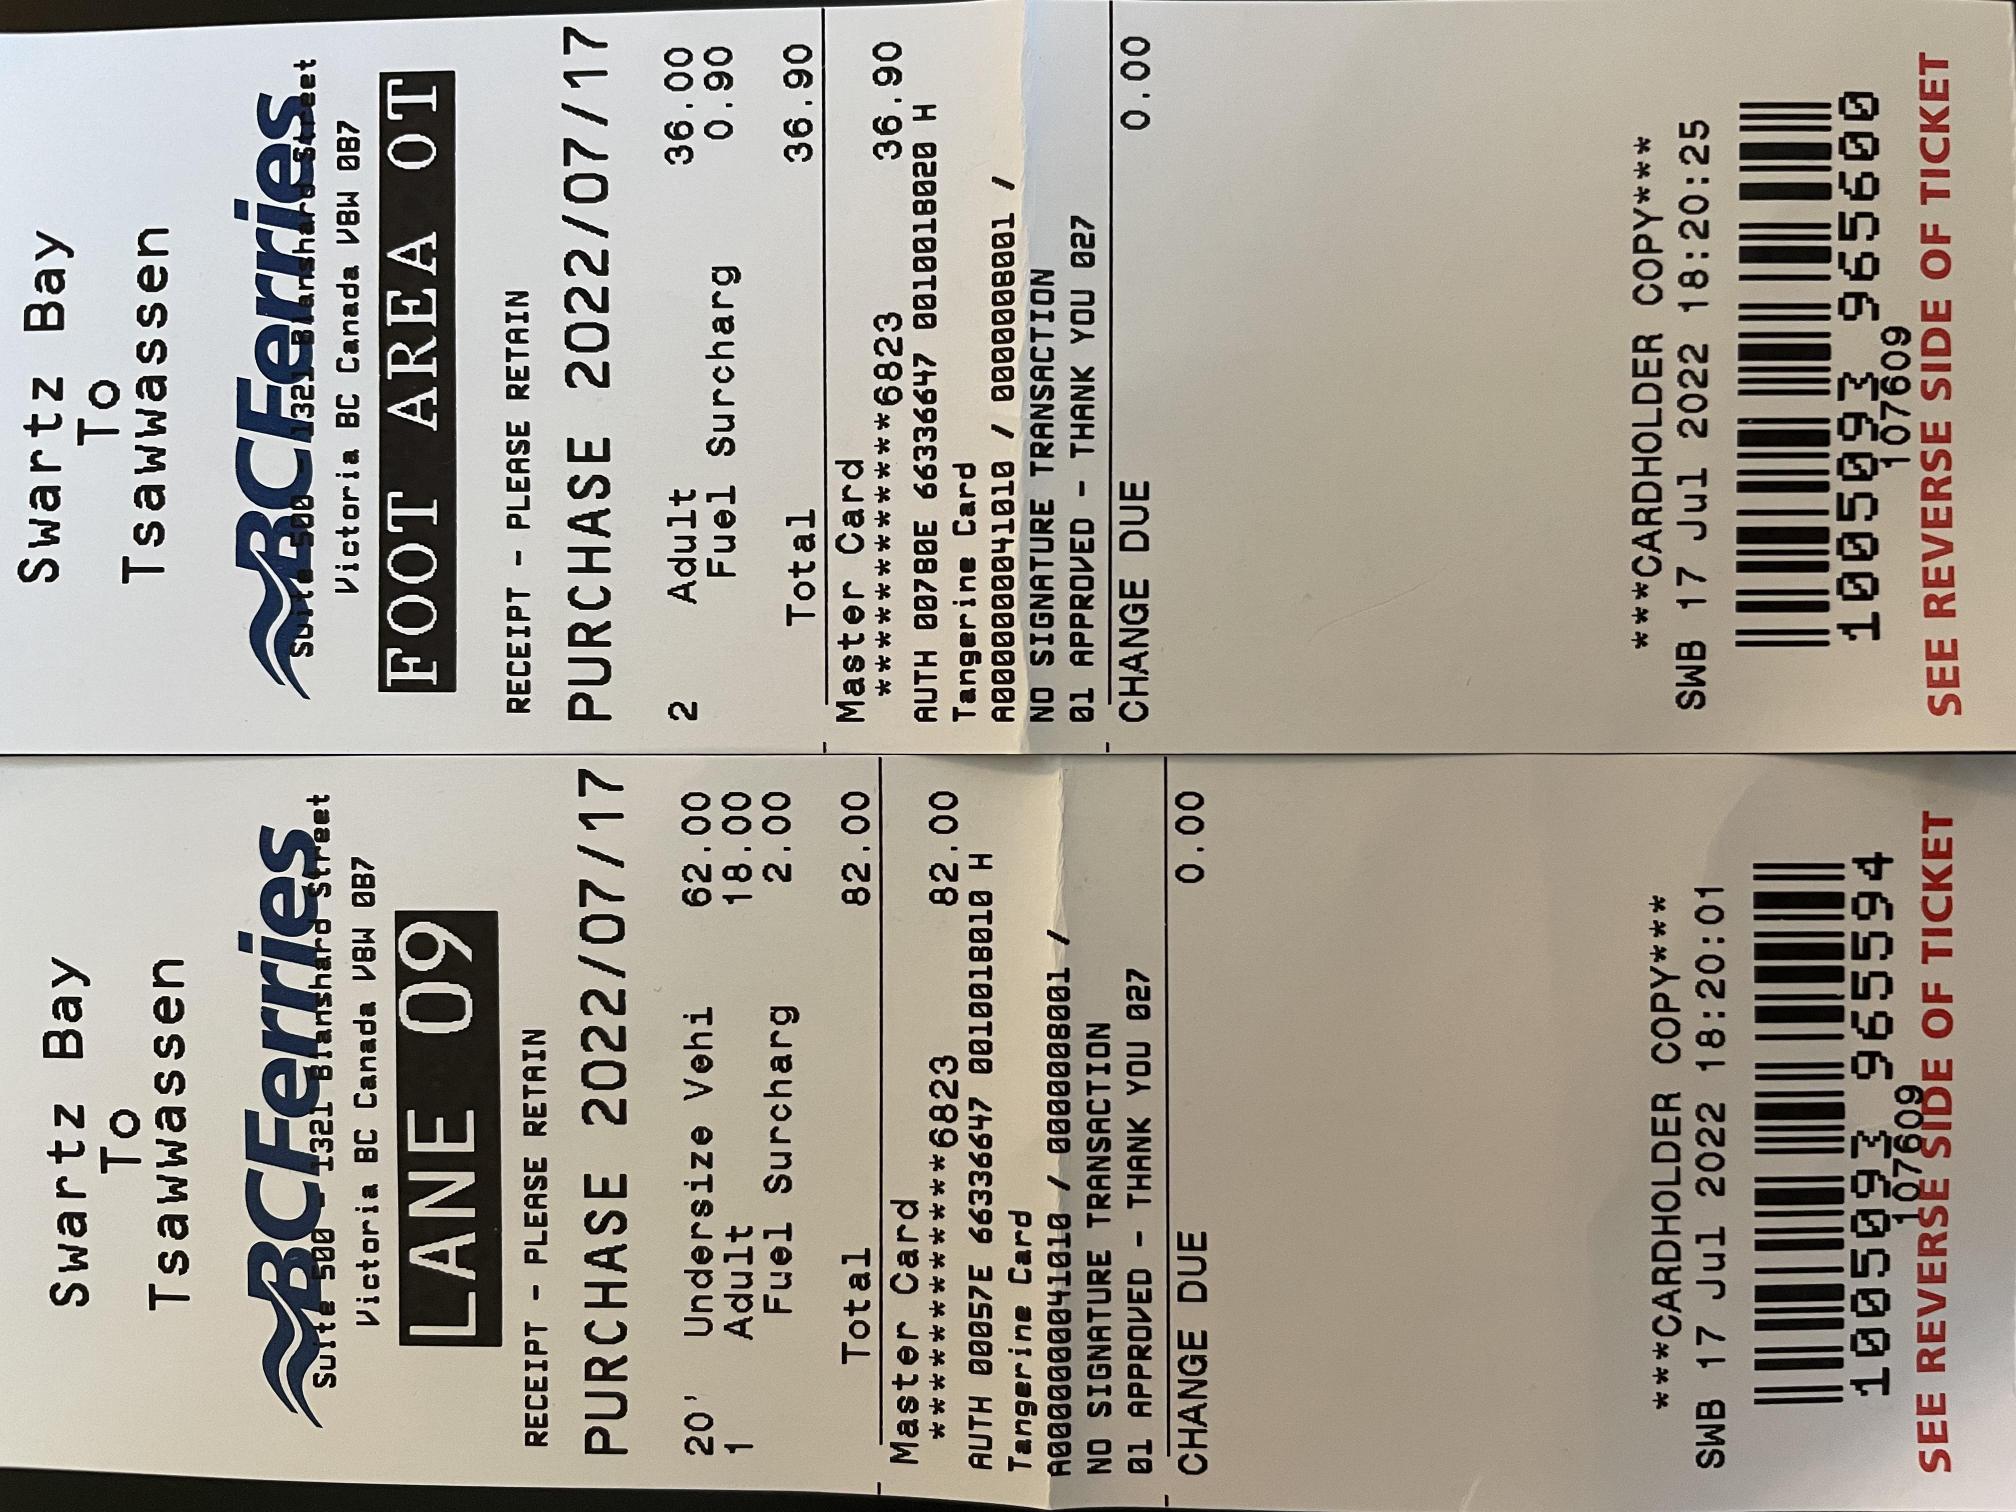 Swartz Bay
To
Tsawwassen
BCFerries
Suite 500 - 1321 Blanshard Street
Victoria BC Canada V8W 0B7
FOOT AREA OT
RECEIPT - PLEASE RETAIN
PURCHASE 2022/07/17
2 Adult 36.00
Fuel Surcharg 0.90
Total 36.90
Master Card
************6823 36.90
AUTH 00780E 66336647 0010018020 H
Tangerine Card
A0000000041010 / 0000008001 /
NO SIGNATURE TRANSACTION
01 APPROVED - THANK YOU 027
CHANGE DUE 0.00
***CARDHOLDER COPY***
SWB 17 Jul 2022 18:20:25
1005093 965600
107609
SEE REVERSE SIDE OF TICKET
Swartz Bay
To
Tsawwassen
BCFerries
Suite 500 - 1321 Blanshard Street
Victoria BC Canada V8W 0B7
LANE 09
RECEIPT - PLEASE RETAIN
PURCHASE 2022/07/17
20' Undersize Vehi 62.00
1 Adult 18.00
Fuel Surcharg 2.00
Total 82.00
Master Card
************6823 82.00
AUTH 00057E 66336647 0010018010 H
Tangerine Card
A0000000041010 / 0000008001 /
NO SIGNATURE TRANSACTION
01 APPROVED - THANK YOU 027
CHANGE DUE 0.00
***CARDHOLDER COPY***
SWB 17 Jul 2022 18:20:01
1005093 965594
107609
SEE REVERSE SIDE OF TICKET